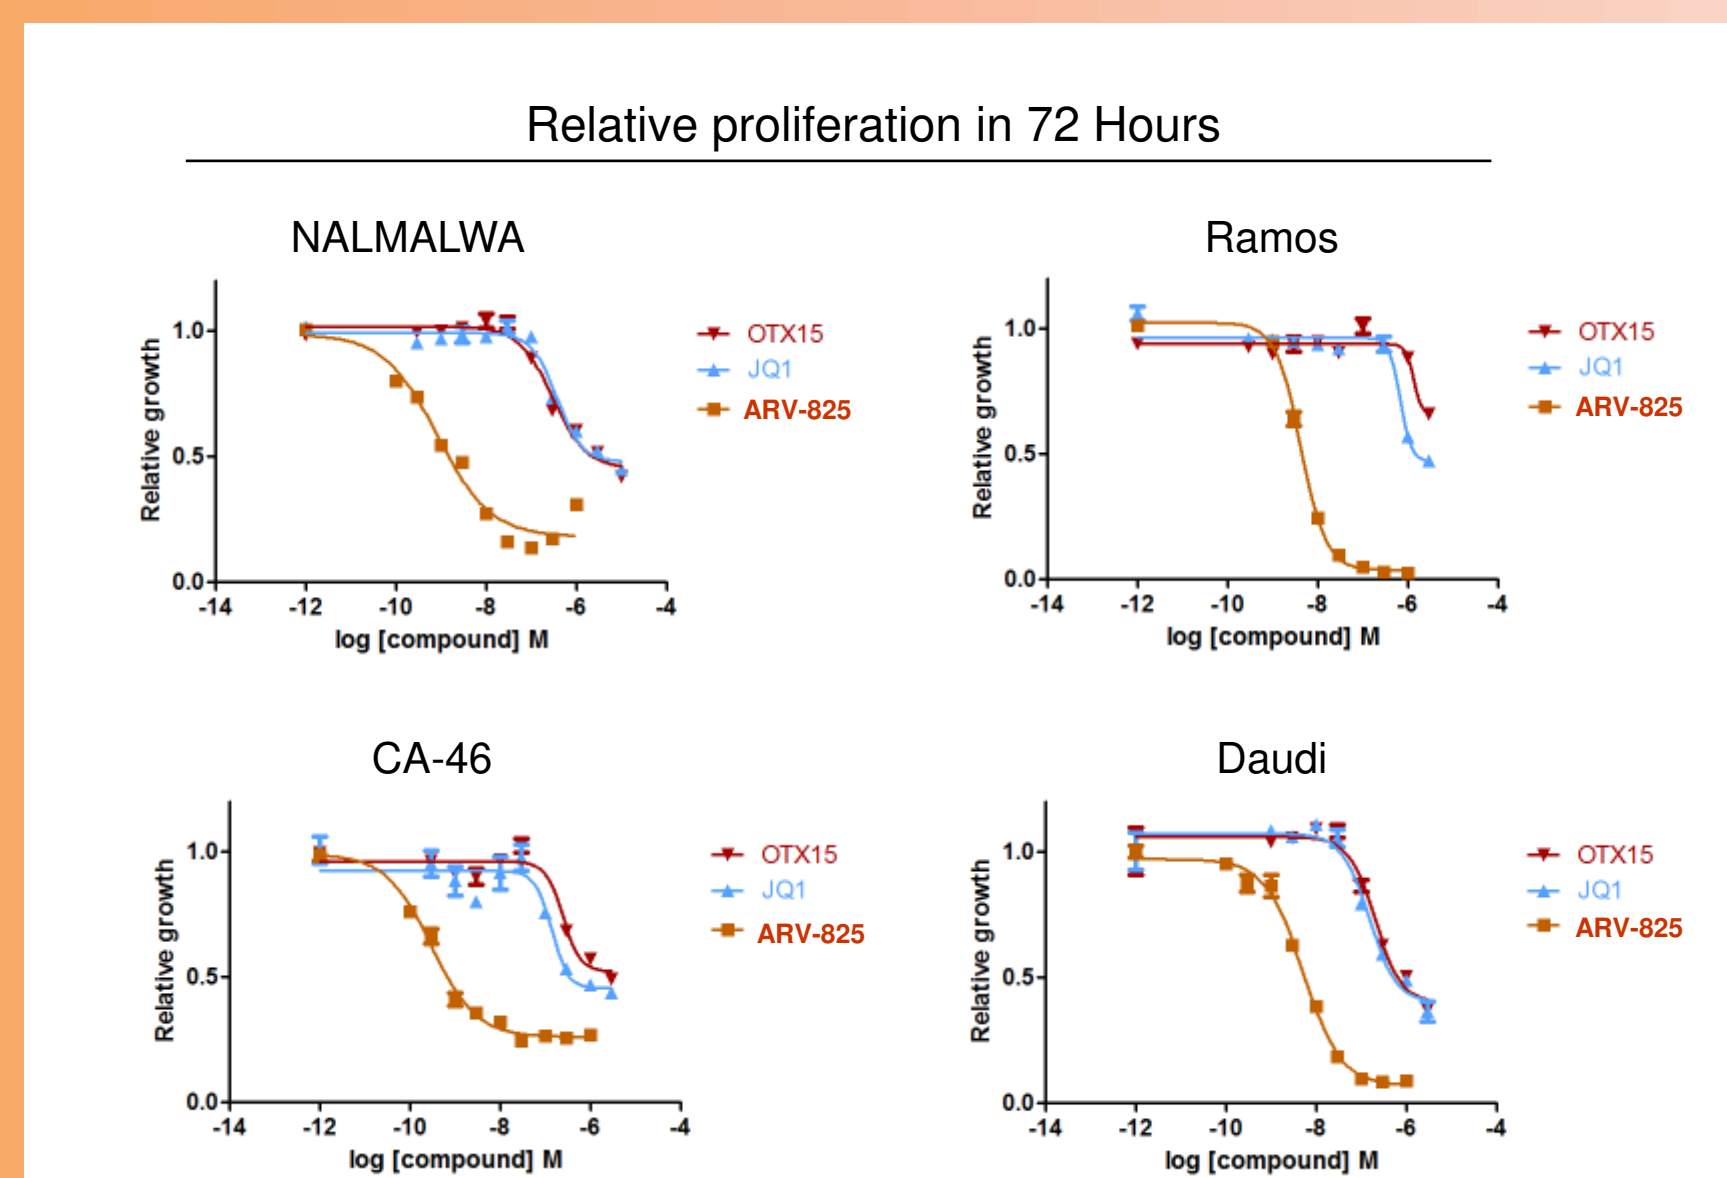 Relative proliferation in 72 Hours
NALMALWA
Relative growth
1.0
0.5
0.0
-14 -12 -10 -8 -6 -4
log [compound] M
OTX15
JQ1
ARV-825
Ramos
Relative growth
1.0
0.5
0.0
-14 -12 -10 -8 -6 -4
log [compound] M
OTX15
JQ1
ARV-825
CA-46
Relative growth
1.0
0.5
0.0
-14 -12 -10 -8 -6 -4
log [compound] M
OTX15
JQ1
ARV-825
Daudi
Relative growth
1.0
0.5
0.0
-14 -12 -10 -8 -6 -4
log [compound] M
OTX15
JQ1
ARV-825